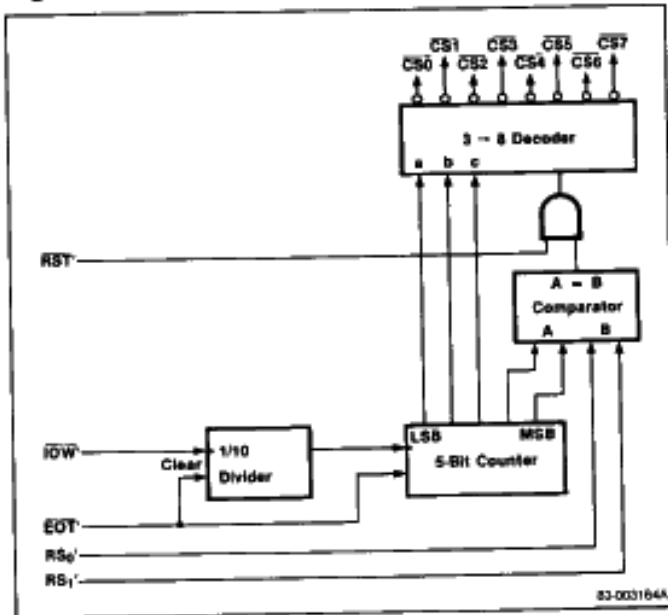 CS0 CS1 CS2 CS3 CS4 CS5 CS6 CS7
3 → 8 Decoder
a b c
RST'
A = B
Comparator
A B
LSB MSB
IOW' 1/10
Clear 5-Bit Counter
Divider
EOT'
RS0'
RS1'
83-003164A